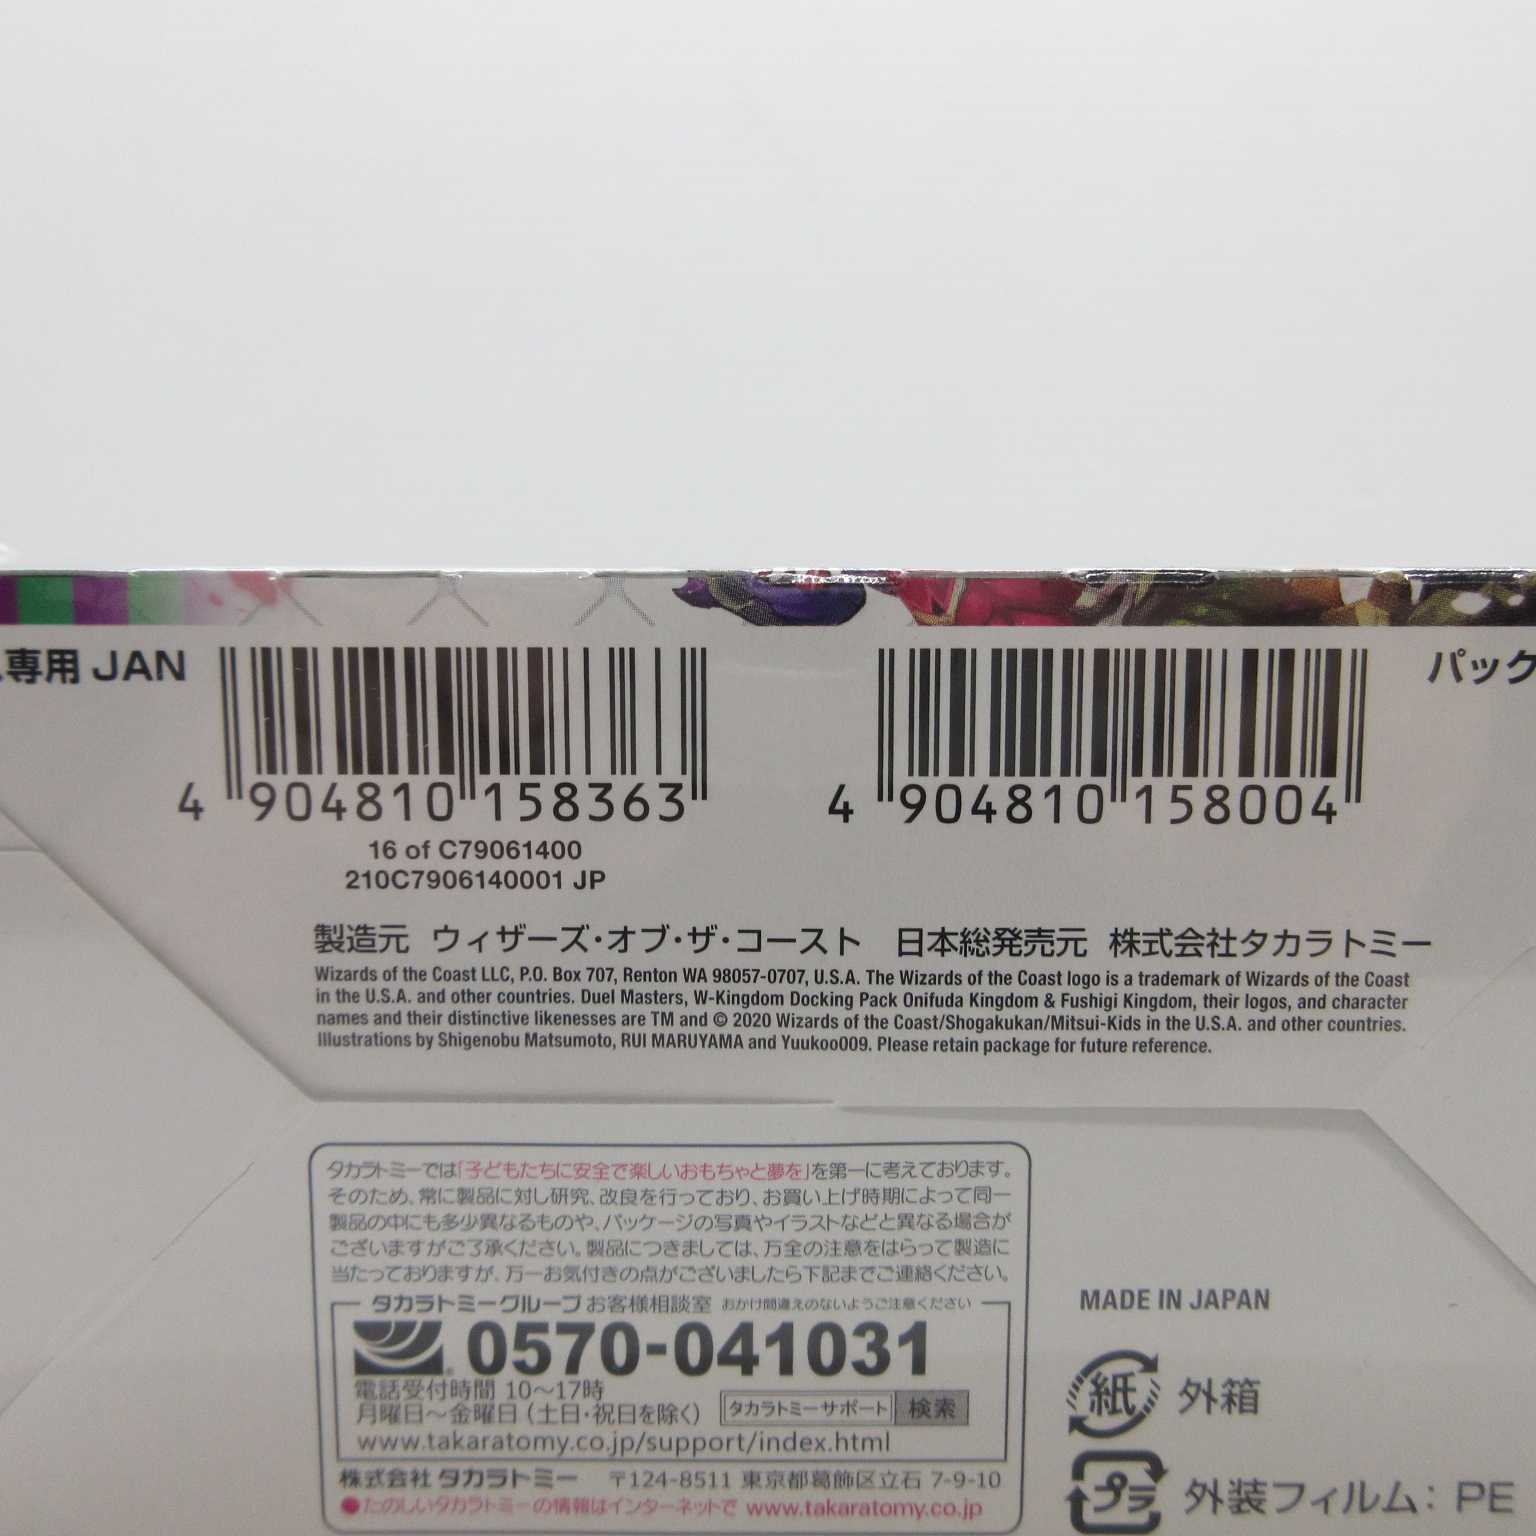 専用 JAN
パック
4 904810 158363
4 904810 158004
16 of C79061400
210C7906140001 JP
製造元 ウィザーズ・オブ・ザ・コースト 日本総発売元 株式会社タカラトミー
Wizards of the Coast LLC, P.O. Box 707, Renton WA 98057-0707, U.S.A. The Wizards of the Coast logo is a trademark of Wizards of the Coast
in the U.S.A. and other countries. Duel Masters, W-Kingdom Docking Pack Onifuda Kingdom & Fushigi Kingdom, their logos, and character
names and their distinctive likenesses are TM and © 2020 Wizards of the Coast/Shogakukan/Mitsui-Kids in the U.S.A. and other countries.
Illustrations by Shigenobu Matsumoto, RUI MARUYAMA and Yuukoo009. Please retain package for future reference.
タカラトミーでは「子どもたちに安全で楽しいおもちゃと夢を」を第一に考えております。
そのため、常に製品に対し研究、改良を行っており、お買い上げ時期によって同一
製品の中にも多少異なるものや、パッケージの写真やイラストなどと異なる場合が
ございますがご了承ください。製品につきましては、万全の注意をはらって製造に
当たっておりますが、万一お気付きの点がございましたら下記までご連絡ください。
タカラトミーグループ お客様相談室 おかけ間違えのないようご注意ください
0570-041031
電話受付時間 10〜17時
月曜日〜金曜日（土日・祝日を除く）
タカラトミーサポート 検索
www.takaratomy.co.jp/support/index.html
株式会社 タカラトミー 〒124-8511 東京都葛飾区立石 7-9-10
●たのしいタカラトミーの情報はインターネットで www.takaratomy.co.jp
MADE IN JAPAN
紙 外箱
プラ 外装フィルム：PE